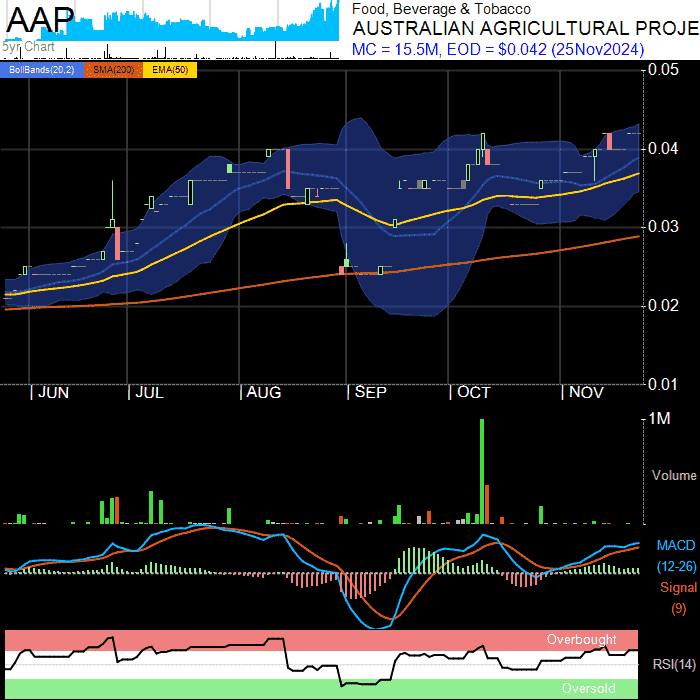 AAP
5yr Chart
Food, Beverage & Tobacco
AUSTRALIAN AGRICULTURAL PROJE
MC = 15.5M, EOD = $0.042 (25Nov2024)
BollBands(20,2) SMA(200) EMA(50)
0.05
0.04
0.03
0.02
0.01
JUN JUL AUG SEP OCT NOV
1M
Volume
MACD
(12-26)
Signal
(9)
Overbought
RSI(14)
Oversold